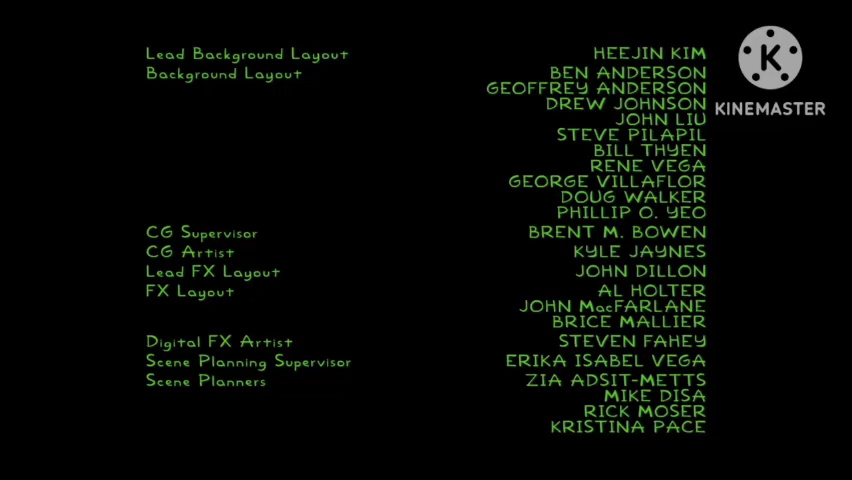 Lead Background Layout HEEJIN KIM
Background Layout BEN ANDERSON
GEOFFREY ANDERSON
DREW JOHNSON
JOHN LIU
STEVE PILAPIL
BILL THYEN
RENE VEGA
GEORGE VILLAFLOR
DOUG WALKER
PHILLIP O. YEO
CG Supervisor BRENT M. BOWEN
CG Artist KYLE JAYNES
Lead FX Layout JOHN DILLON
FX Layout AL HOLTER
JOHN MacFARLANE
BRICE MALLIER
Digital FX Artist STEVEN FAHEY
Scene Planning Supervisor ERIKA ISABEL VEGA
Scene Planners ZIA ADSIT-METTS
MIKE DISA
RICK MOSER
KRISTINA PACE
K
KINEMASTER